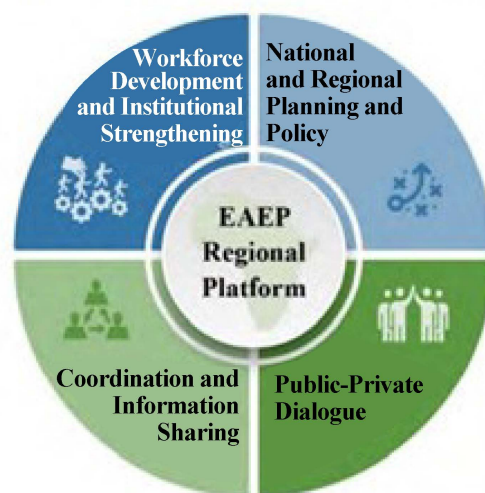 Workforce
Development
and Institutional
Strengthening
National
and Regional
Planning and
Policy
EAEP
Regional
Platform
Coordination and
Information
Sharing
Public-Private
Dialogue